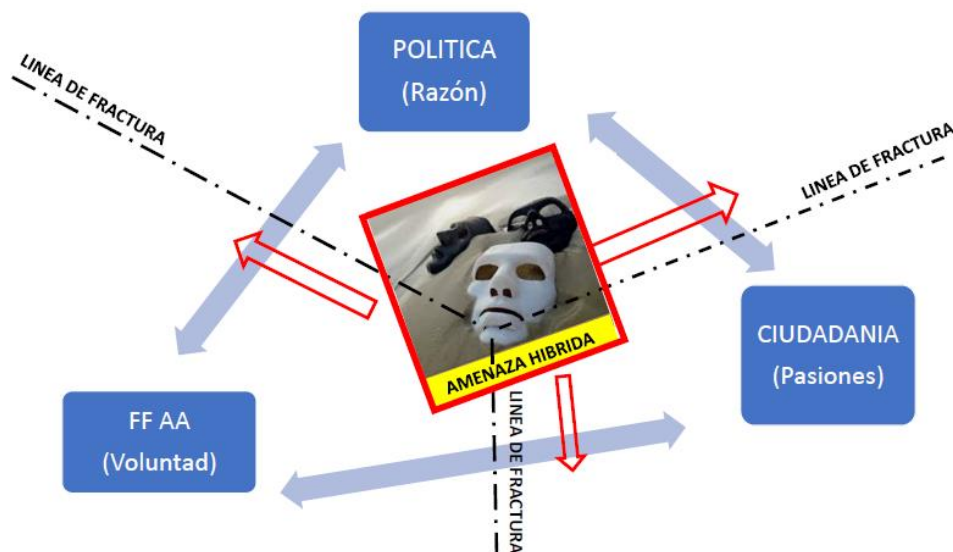 POLITICA
(Razón)
LINEA DE FRACTURA
LINEA DE FRACTURA
AMENAZA HIBRIDA
CIUDADANIA
(Pasiones)
FF AA
(Voluntad)
LINEA DE FRACTURA